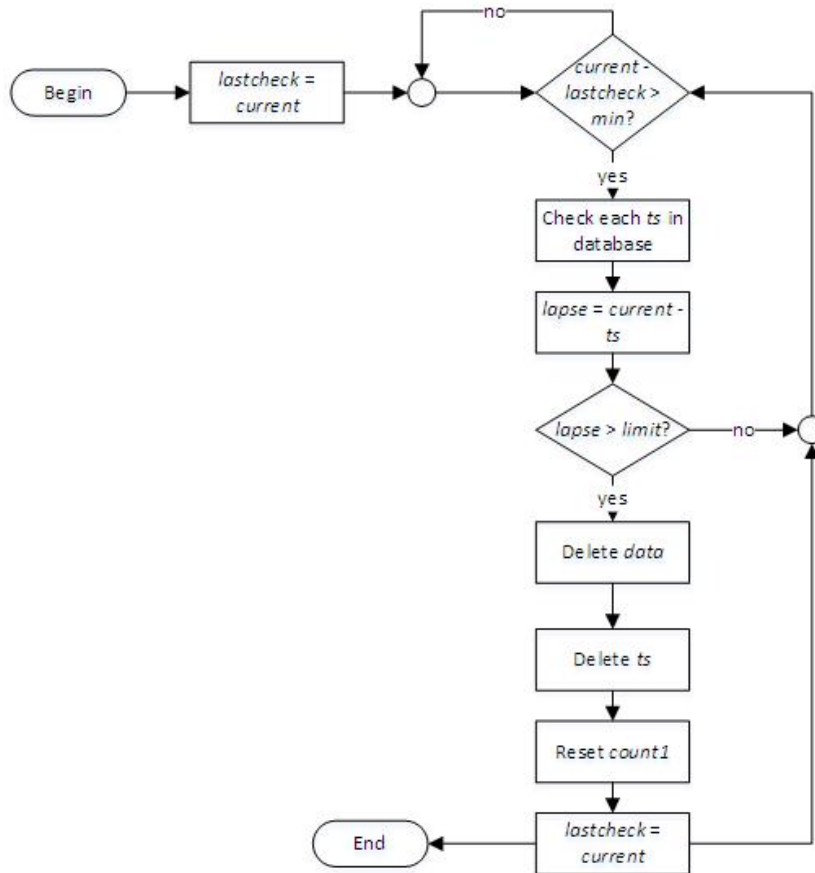 no
Begin
lastcheck =
current
current -
lastcheck >
min?
yes
Check each ts in
database
lapse = current -
ts
lapse > limit?
no
yes
Delete data
Delete ts
Reset count1
End
lastcheck =
current